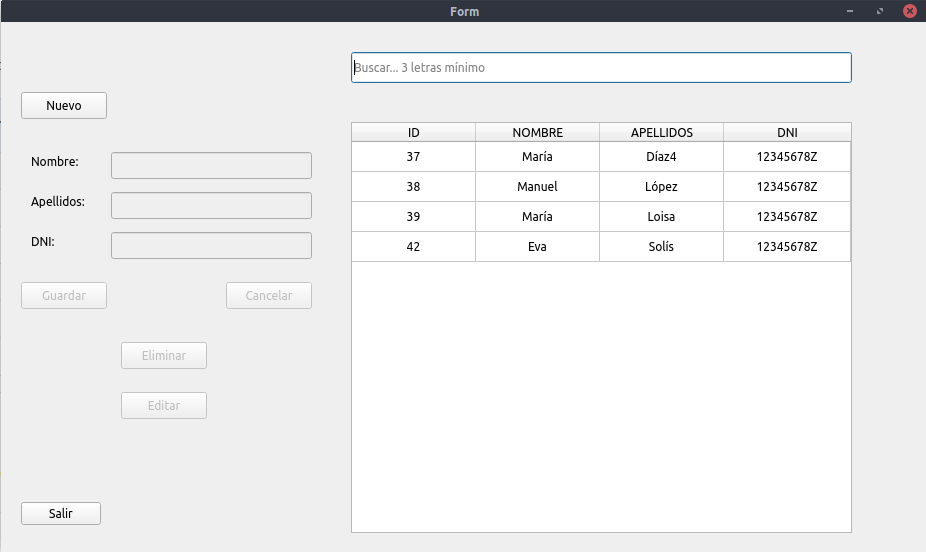 Form
Buscar... 3 letras mínimo
Nuevo
Nombre:
Apellidos:
DNI:
Guardar
Cancelar
Eliminar
Editar
Salir
ID NOMBRE APELLIDOS DNI
37 María Díaz4 12345678Z
38 Manuel López 12345678Z
39 María Loisa 12345678Z
42 Eva Solís 12345678Z